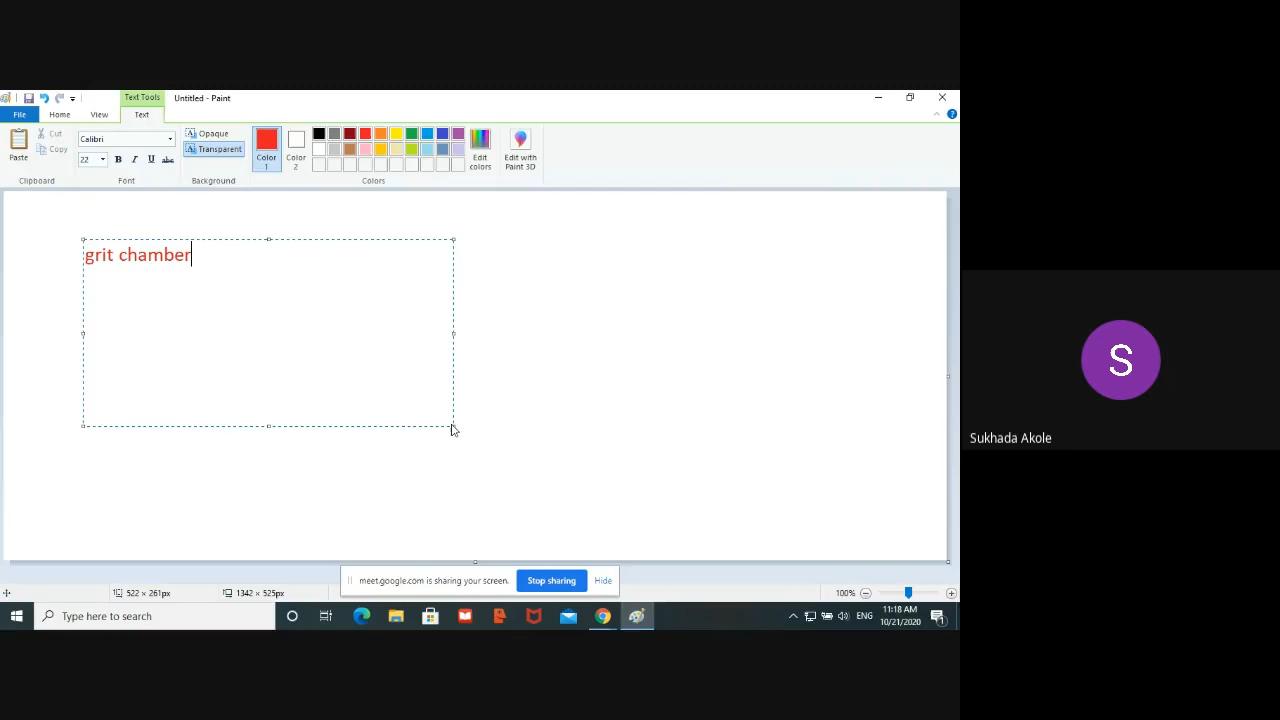 Text Tools
Untitled - Paint
File
Home
View
Text
Paste
Cut
Copy
Clipboard
Calibri
22
B
I
U
abc
Font
Opaque
Transparent
Background
Color 1
Color 2
Colors
Edit colors
Edit with Paint 3D
grit chamber
S
Sukhada Akole
meet.google.com is sharing your screen.
Stop sharing
Hide
522 × 261px
1342 × 525px
100%
Type here to search
ENG
11:18 AM
10/21/2020
1